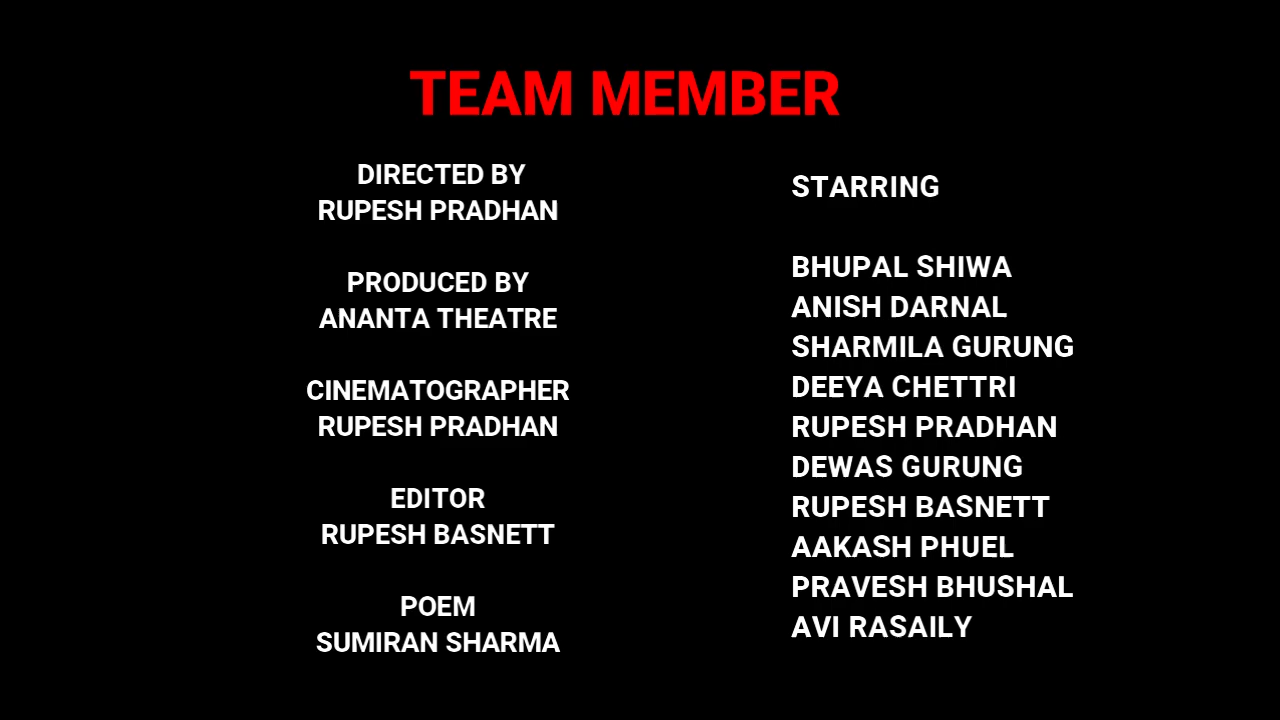 TEAM MEMBER
DIRECTED BY
RUPESH PRADHAN
PRODUCED BY
ANANTA THEATRE
CINEMATOGRAPHER
RUPESH PRADHAN
EDITOR
RUPESH BASNETT
POEM
SUMIRAN SHARMA
STARRING
BHUPAL SHIWA
ANISH DARNAL
SHARMILA GURUNG
DEEYA CHETTRI
RUPESH PRADHAN
DEWAS GURUNG
RUPESH BASNETT
AAKASH PHUEL
PRAVESH BHUSHAL
AVI RASAILY